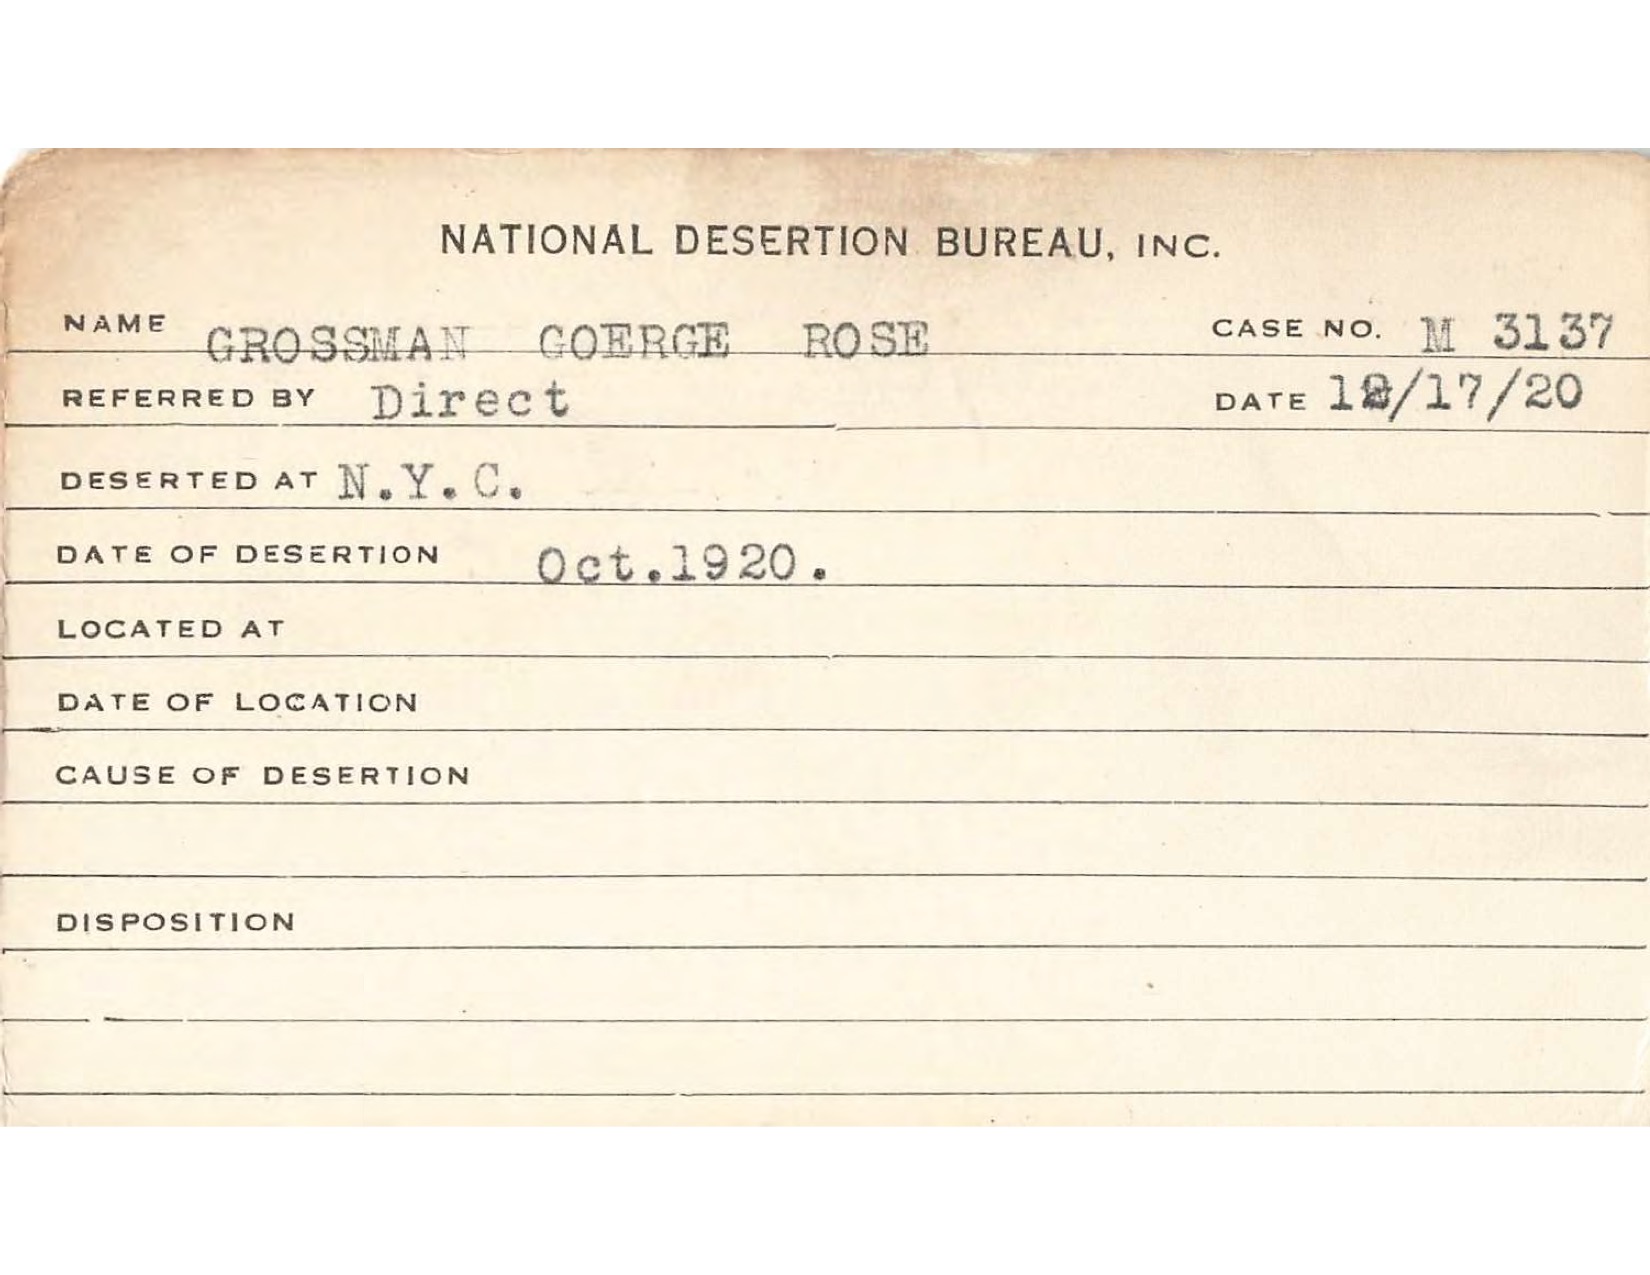 NATIONAL DESERTION BUREAU, INC.
NAME GROSSMAN GOERGE ROSE CASE NO. M 3137
REFERRED BY Direct DATE 12/17/20
DESERTED AT N.Y.C.
DATE OF DESERTION Oct.1920.
LOCATED AT
DATE OF LOCATION
CAUSE OF DESERTION
DISPOSITION